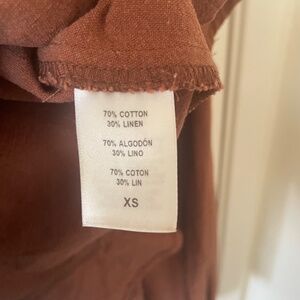 70% COTTON
30% LINEN
70% ALGODÓN
30% LINO
70% COTON
30% LIN
XS